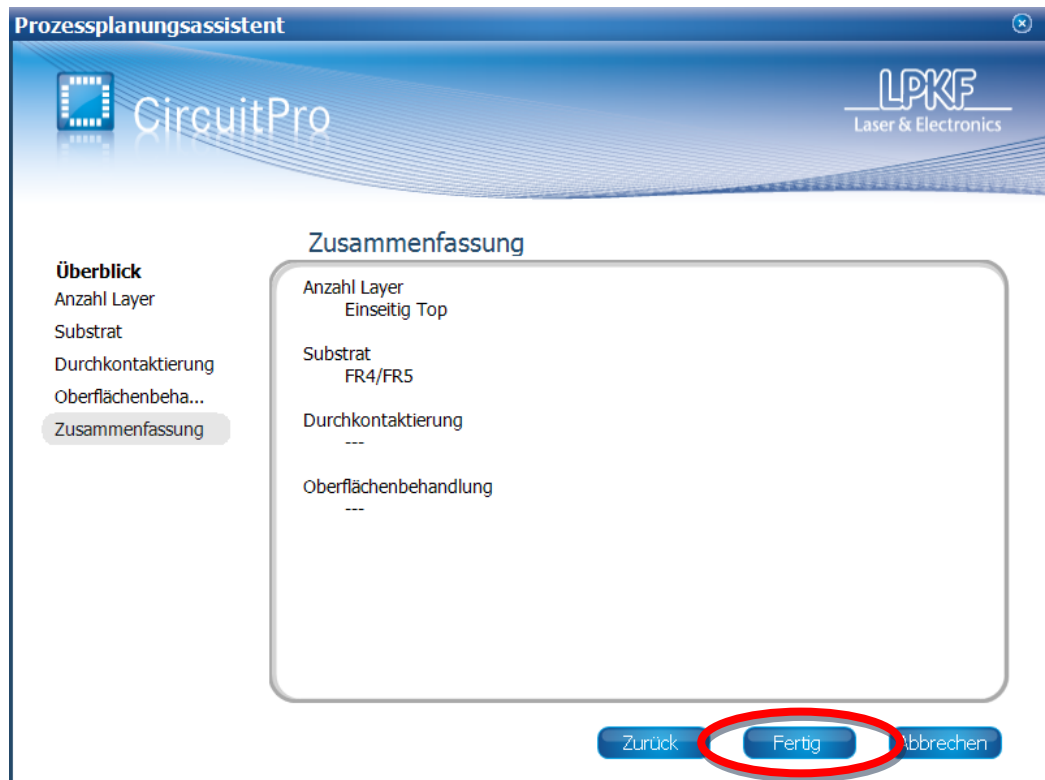 Prozessplanungsassistent
CircuitPro
LPKF
Laser & Electronics
Zusammenfassung
Überblick
Anzahl Layer
Substrat
Durchkontaktierung
Oberflächenbeha...
Zusammenfassung
Anzahl Layer
Einseitig Top
Substrat
FR4/FR5
Durchkontaktierung
---
Oberflächenbehandlung
---
Zurück Fertig Abbrechen